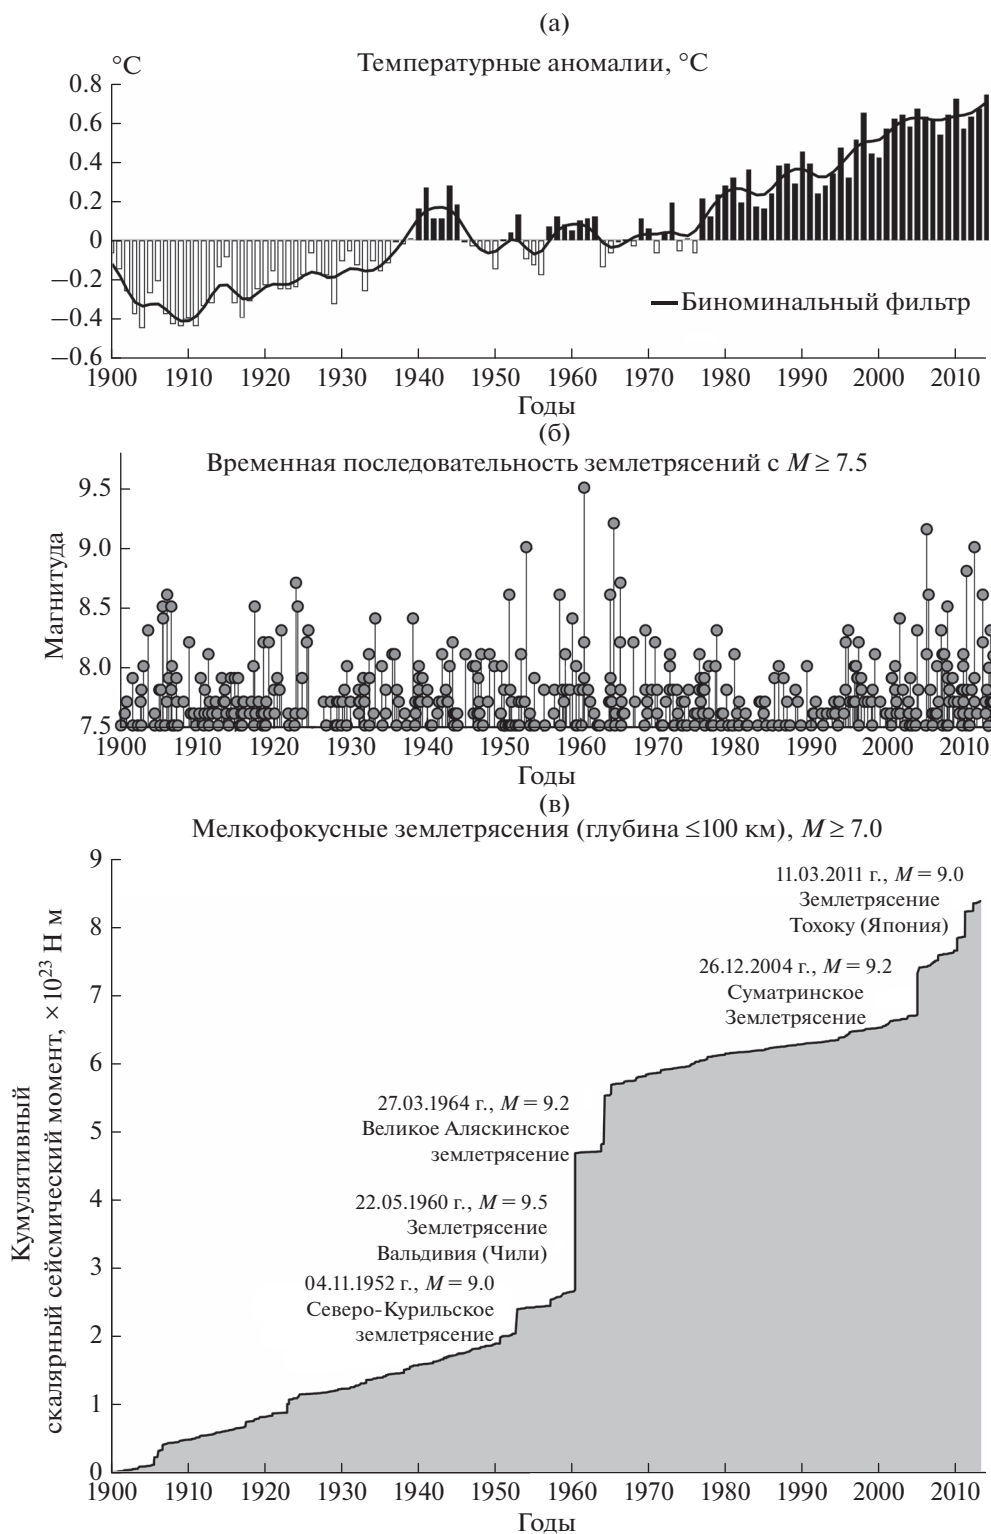 (а)
°C
Температурные аномалии, °C
0.8
0.6
0.4
0.2
0
−0.2
−0.4
−0.6
Биноминальный фильтр
1900 1910 1920 1930 1940 1950 1960 1970 1980 1990 2000 2010
Годы
(б)
Временная последовательность землетрясений с M ≥ 7.5
Магнитуда
9.5
9.0
8.5
8.0
7.5
1900 1910 1920 1930 1940 1950 1960 1970 1980 1990 2000 2010
Годы
(в)
Мелкофокусные землетрясения (глубина ≤100 км), M ≥ 7.0
Кумулятивный
скалярный сейсмический момент, ×10²³ Н м
9
8
7
6
5
4
3
2
1
0
11.03.2011 г., M = 9.0
Землетрясение
Тохоку (Япония)
26.12.2004 г., M = 9.2
Суматринское
Землетрясение
27.03.1964 г., M = 9.2
Великое Аляскинское
землетрясение
22.05.1960 г., M = 9.5
Землетрясение
Вальдивия (Чили)
04.11.1952 г., M = 9.0
Северо-Курильское
землетрясение
1900 1910 1920 1930 1940 1950 1960 1970 1980 1990 2000 2010
Годы